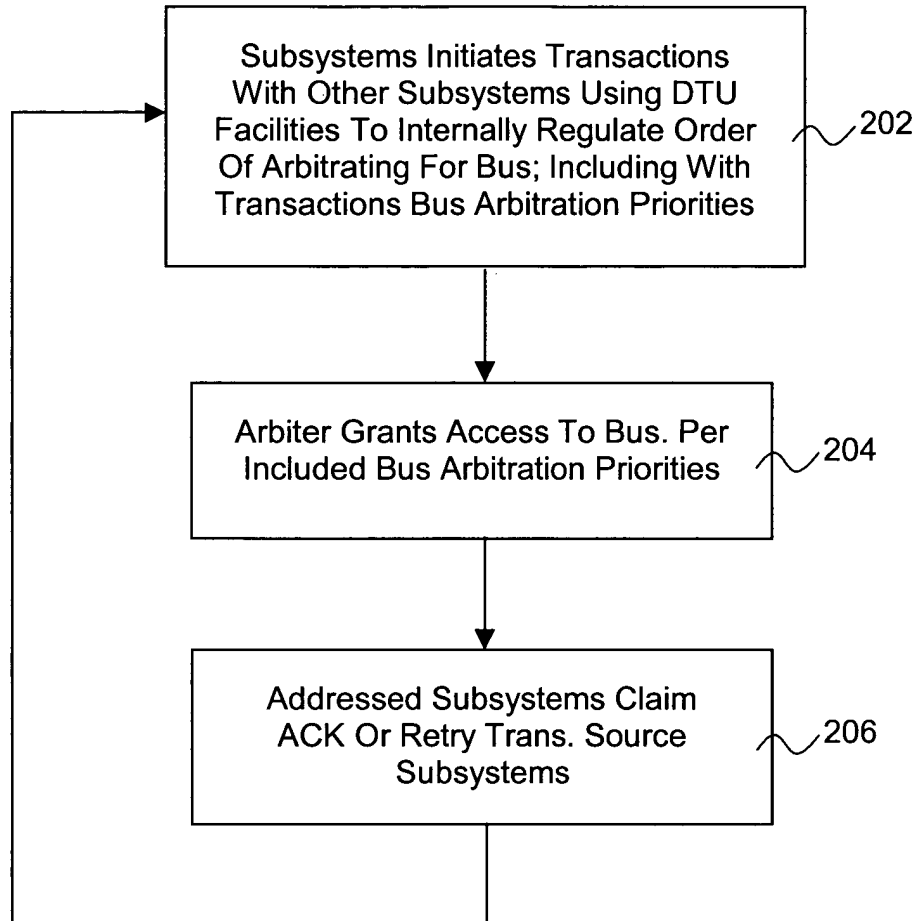 Subsystems Initiates Transactions
With Other Subsystems Using DTU
Facilities To Internally Regulate Order
Of Arbitrating For Bus; Including With
Transactions Bus Arbitration Priorities
202
Arbiter Grants Access To Bus. Per
Included Bus Arbitration Priorities
204
Addressed Subsystems Claim
ACK Or Retry Trans. Source
Subsystems
206